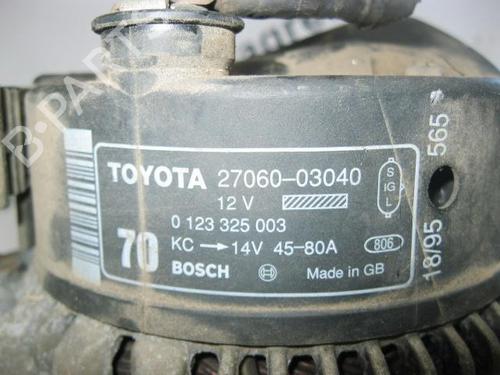 TOYOTA 27060-03040
12 V
0 123 325 003
70
KC → 14V 45-80A
806
BOSCH
Made in GB
S
IG
L
18/95 565*
B-PARTS